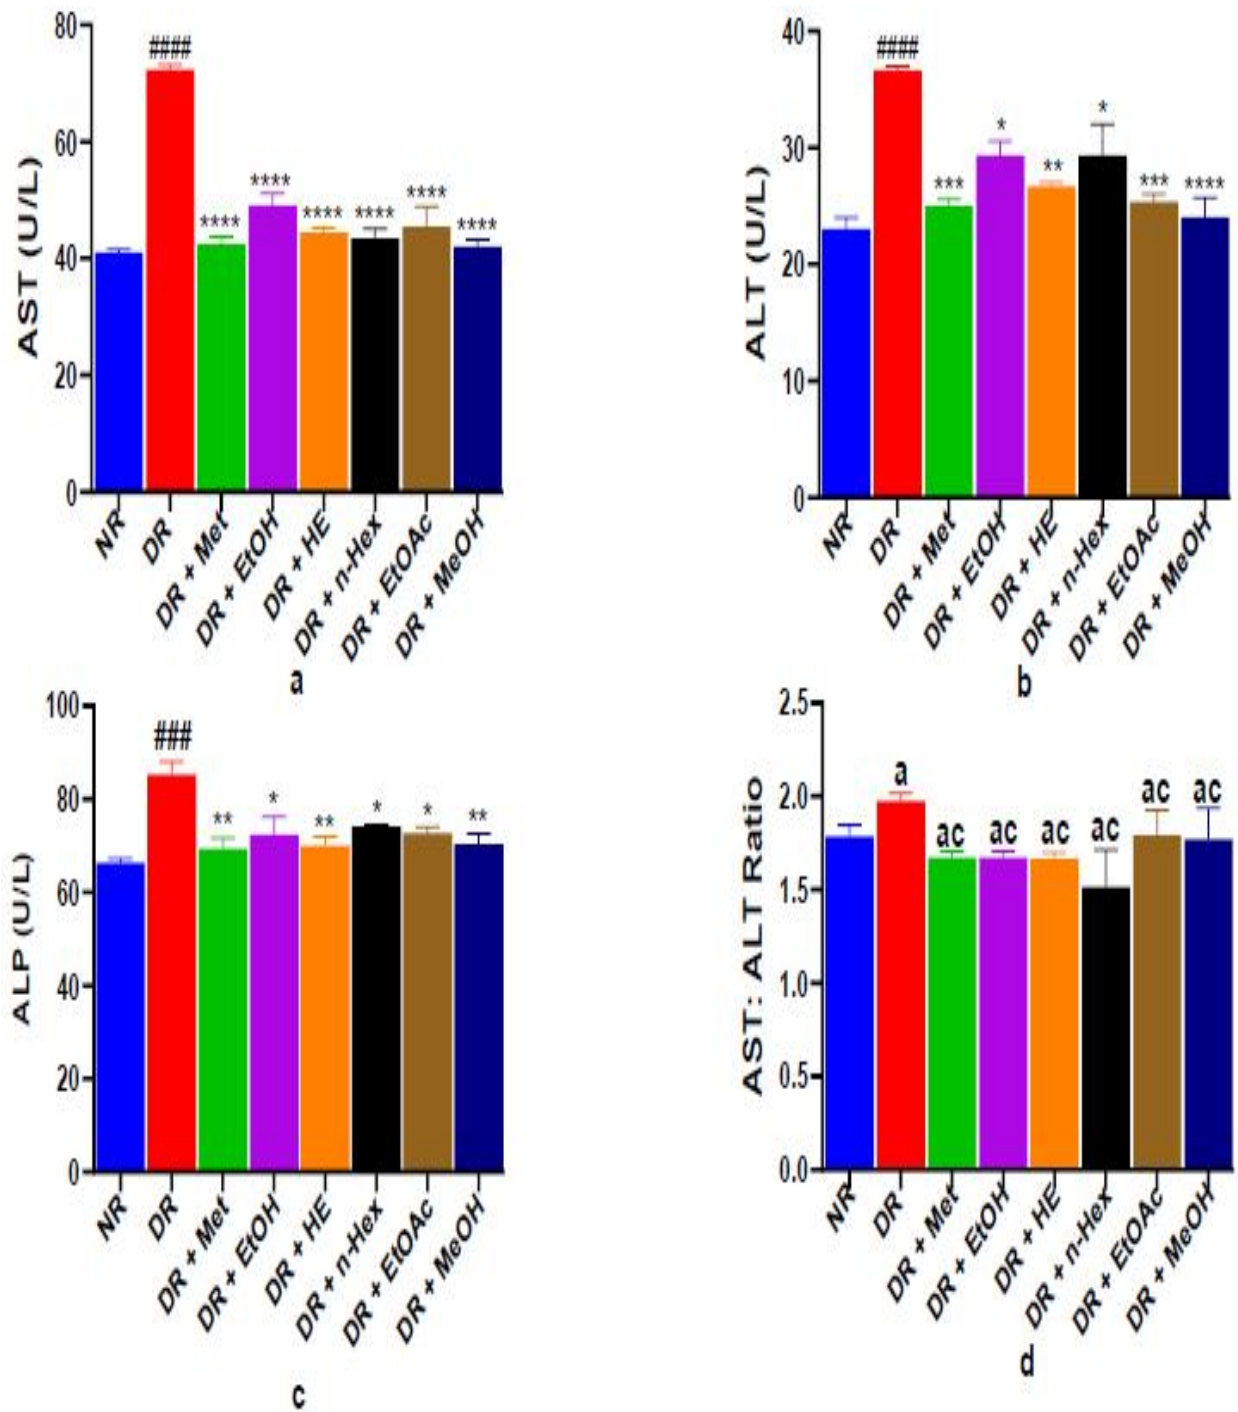 80
####
60
****
****
****
****
****
****
40
20
0
AST (U/L)
NR
DR
DR + Met
DR + EtOH
DR + HE
DR + n-Hex
DR + EtOAc
DR + MeOH
a
40
####
*
*
30
***
**
***
****
20
10
0
ALT (U/L)
NR
DR
DR + Met
DR + EtOH
DR + HE
DR + n-Hex
DR + EtOAc
DR + MeOH
b
100
###
80
**
*
**
*
*
**
60
40
20
0
ALP (U/L)
NR
DR
DR + Met
DR + EtOH
DR + HE
DR + n-Hex
DR + EtOAc
DR + MeOH
c
2.5
a
2.0
ac
ac
ac
ac
ac
ac
1.5
1.0
0.5
0.0
AST: ALT Ratio
NR
DR
DR + Met
DR + EtOH
DR + HE
DR + n-Hex
DR + EtOAc
DR + MeOH
d